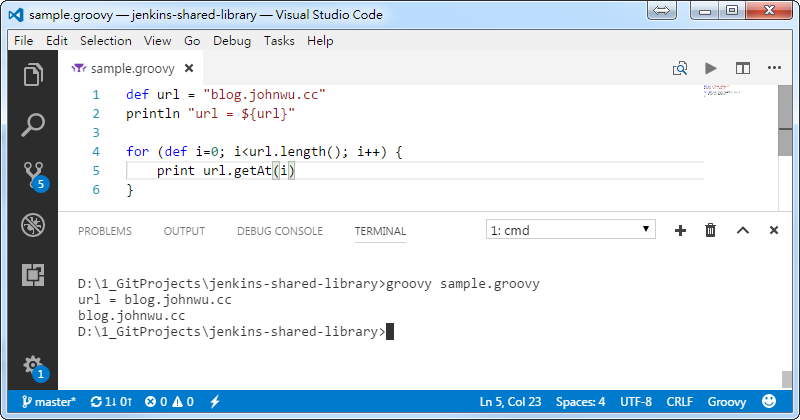 sample.groovy — jenkins-shared-library — Visual Studio Code
File Edit Selection View Go Debug Tasks Help
sample.groovy
1 def url = "blog.johnwu.cc"
2 println "url = ${url}"
3
4 for (def i=0; i<url.length(); i++) {
5     print url.getAt(i)
6 }
5
PROBLEMS OUTPUT DEBUG CONSOLE TERMINAL 1: cmd
D:\1_GitProjects\jenkins-shared-library>groovy sample.groovy
url = blog.johnwu.cc
blog.johnwu.cc
D:\1_GitProjects\jenkins-shared-library>
1
master* 1↓ 0↑ 0 0 Ln 5, Col 23 Spaces: 4 UTF-8 CRLF Groovy